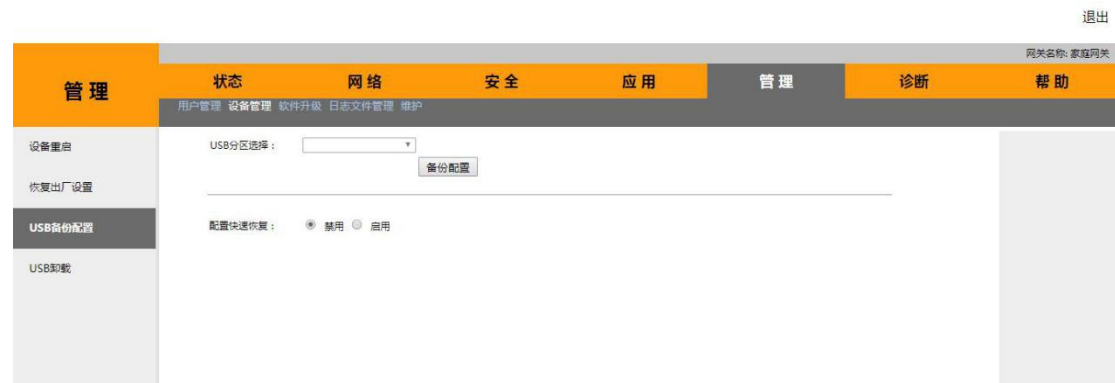 退出
网关名称: 家庭网关
管 理
状态 网 络 安 全 应 用 管 理 诊断 帮 助
用户管理 设备管理 软件升级 日志文件管理 维护
设备重启
恢复出厂设置
USB备份配置
USB卸载
USB分区选择：
备份配置
配置快速恢复： 禁用 启用